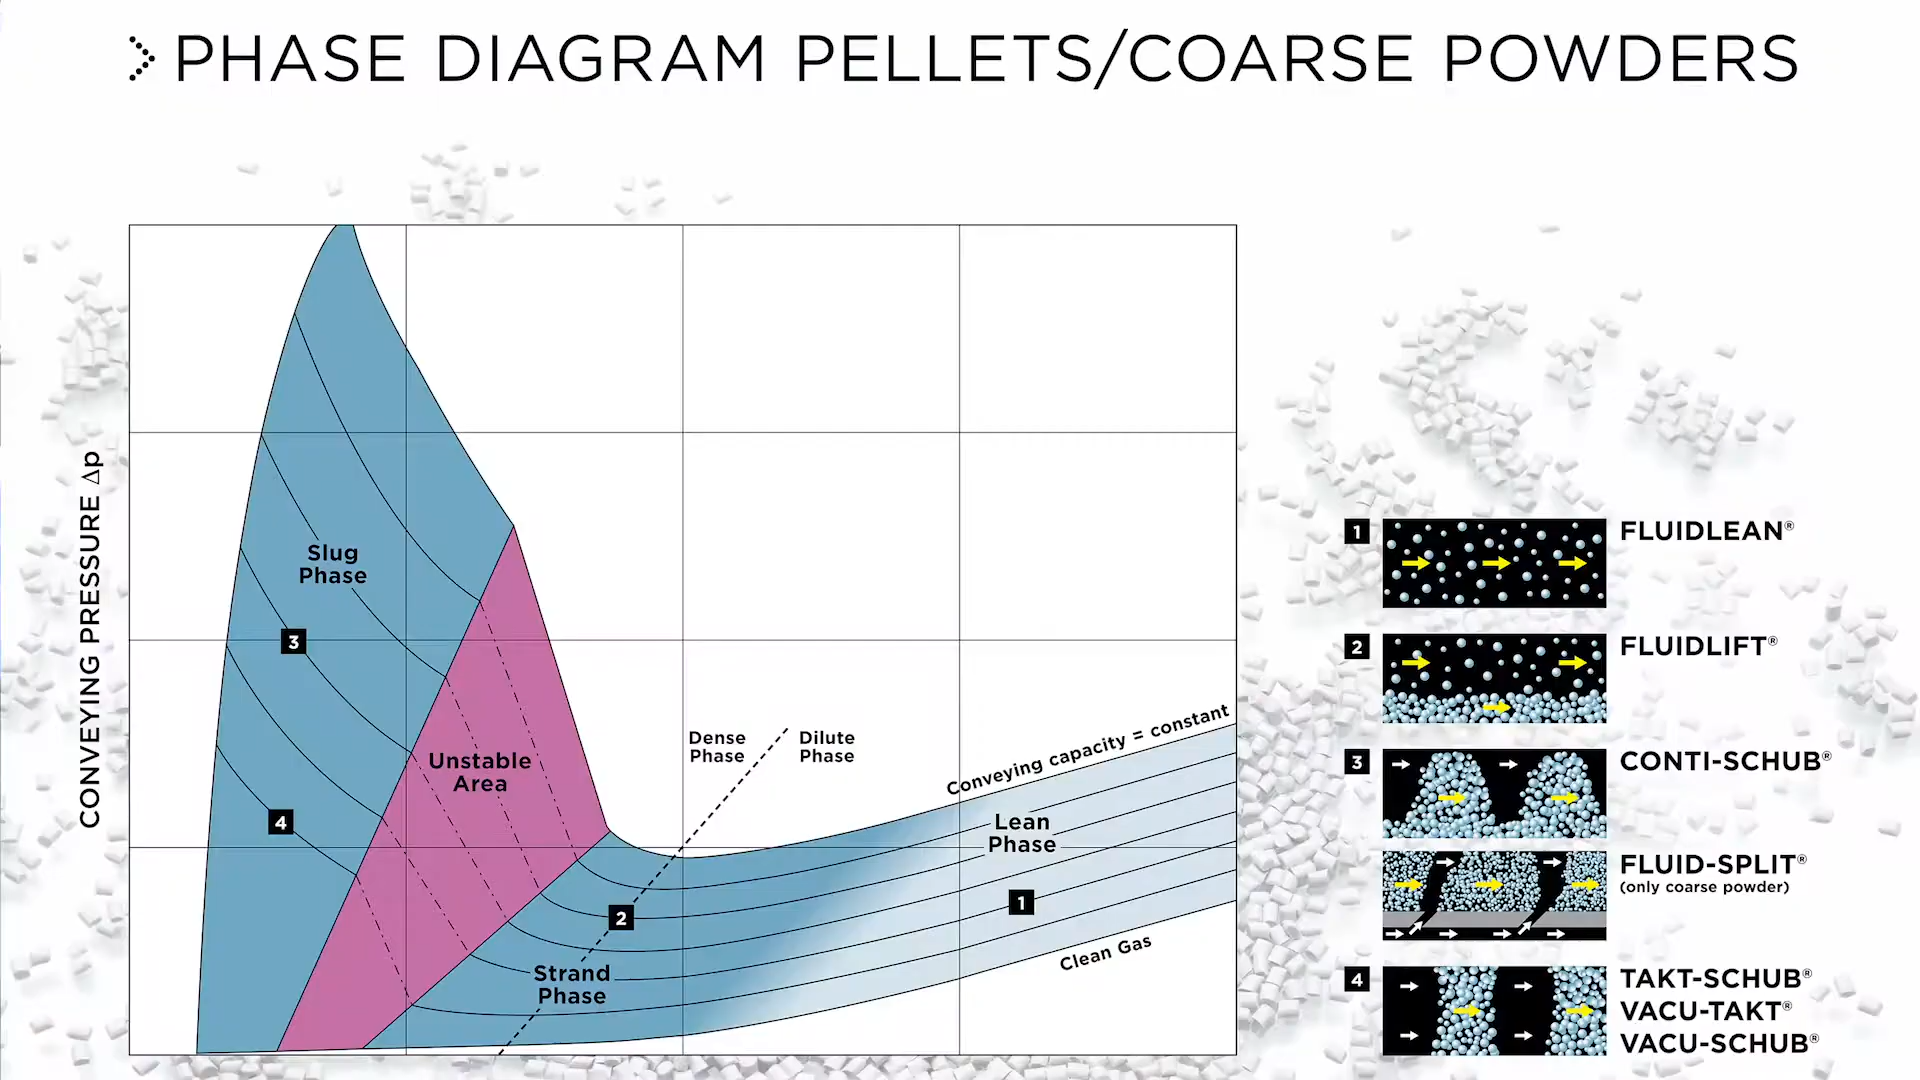 PHASE DIAGRAM PELLETS/COARSE POWDERS
CONVEYING PRESSURE Δp
Slug
Phase
3
4
Unstable
Area
Dense
Phase
Dilute
Phase
2
Strand
Phase
Conveying capacity = constant
Lean
Phase
1
Clean Gas
1
FLUIDLEAN®
2
FLUIDLIFT®
3
CONTI-SCHUB®
FLUID-SPLIT®
(only coarse powder)
4
TAKT-SCHUB®
VACU-TAKT®
VACU-SCHUB®